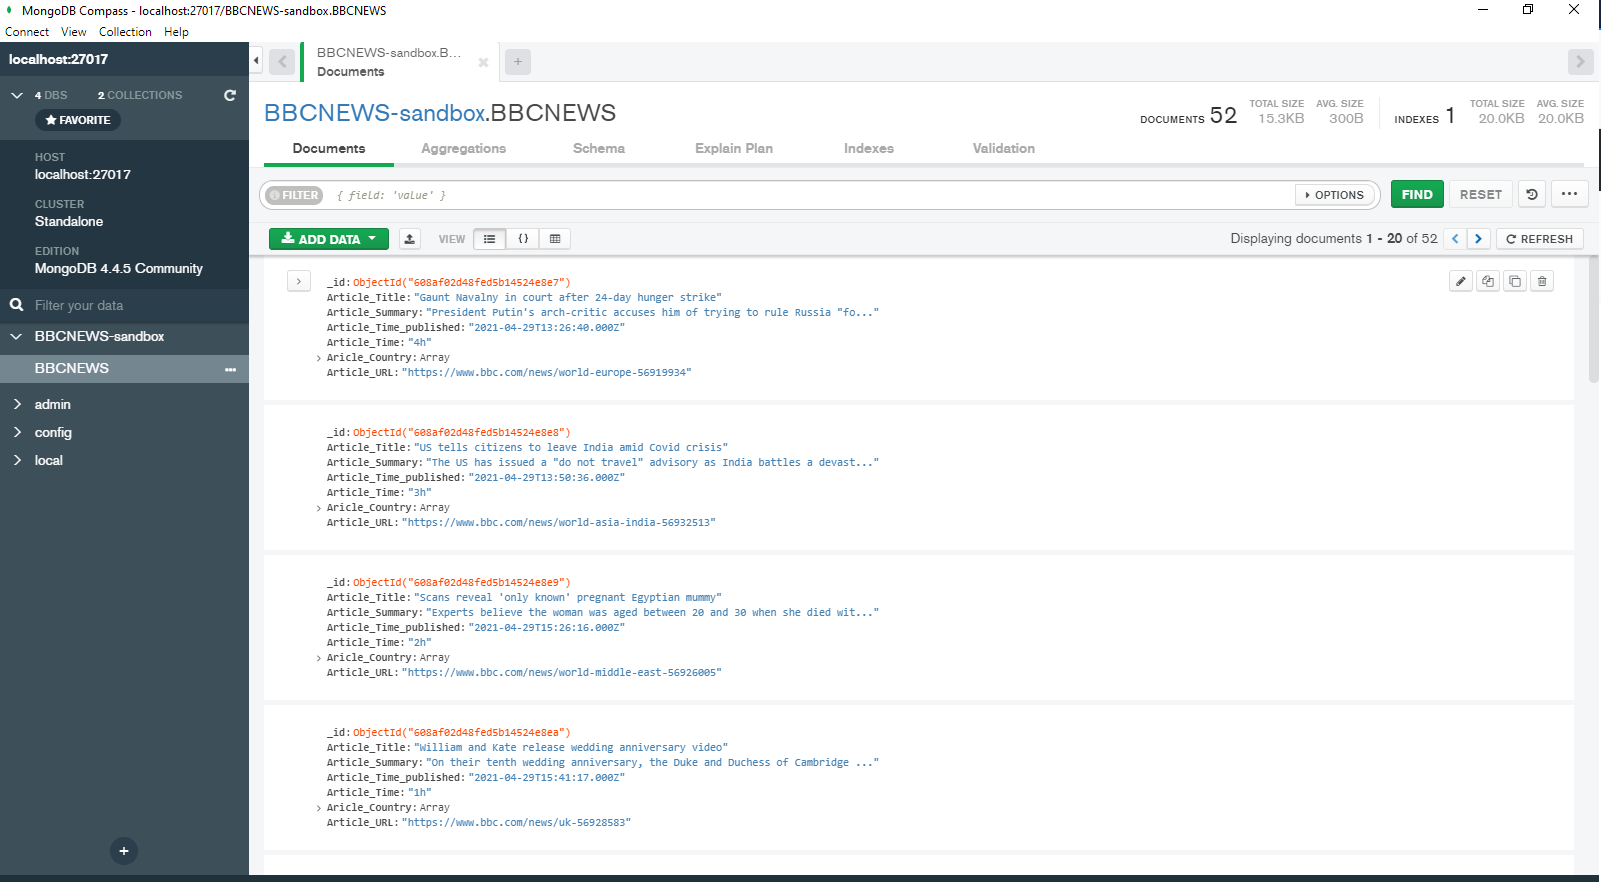 MongoDB Compass - localhost:27017/BBCNEWS-sandbox.BBCNEWS
Connect View Collection Help
localhost:27017
4 DBS 2 COLLECTIONS
★ FAVORITE
HOST
localhost:27017
CLUSTER
Standalone
EDITION
MongoDB 4.4.5 Community
Filter your data
BBCNEWS-sandbox
BBCNEWS
admin
config
local
BBCNEWS-sandbox.B...
Documents
BBCNEWS-sandbox.BBCNEWS
DOCUMENTS 52 TOTAL SIZE 15.3KB AVG. SIZE 300B INDEXES 1 TOTAL SIZE 20.0KB AVG. SIZE 20.0KB
Documents Aggregations Schema Explain Plan Indexes Validation
FILTER { field: 'value' } OPTIONS FIND RESET
ADD DATA VIEW {} Displaying documents 1 - 20 of 52 < > REFRESH
_id: ObjectId("608af02d48fed5b14524e8e7")
Article_Title: "Gaunt Navalny in court after 24-day hunger strike"
Article_Summary: "President Putin's arch-critic accuses him of trying to rule Russia "fo..."
Article_Time_published: "2021-04-29T13:26:40.000Z"
Article_Time: "4h"
> Aricle_Country: Array
Article_URL: "https://www.bbc.com/news/world-europe-56919934"
_id: ObjectId("608af02d48fed5b14524e8e8")
Article_Title: "US tells citizens to leave India amid Covid crisis"
Article_Summary: "The US has issued a "do not travel" advisory as India battles a devast..."
Article_Time_published: "2021-04-29T13:50:36.000Z"
Article_Time: "3h"
> Aricle_Country: Array
Article_URL: "https://www.bbc.com/news/world-asia-india-56932513"
_id: ObjectId("608af02d48fed5b14524e8e9")
Article_Title: "Scans reveal 'only known' pregnant Egyptian mummy"
Article_Summary: "Experts believe the woman was aged between 20 and 30 when she died wit..."
Article_Time_published: "2021-04-29T15:26:16.000Z"
Article_Time: "2h"
> Aricle_Country: Array
Article_URL: "https://www.bbc.com/news/world-middle-east-56926005"
_id: ObjectId("608af02d48fed5b14524e8ea")
Article_Title: "William and Kate release wedding anniversary video"
Article_Summary: "On their tenth wedding anniversary, the Duke and Duchess of Cambridge ..."
Article_Time_published: "2021-04-29T15:41:17.000Z"
Article_Time: "1h"
> Aricle_Country: Array
Article_URL: "https://www.bbc.com/news/uk-56928583"